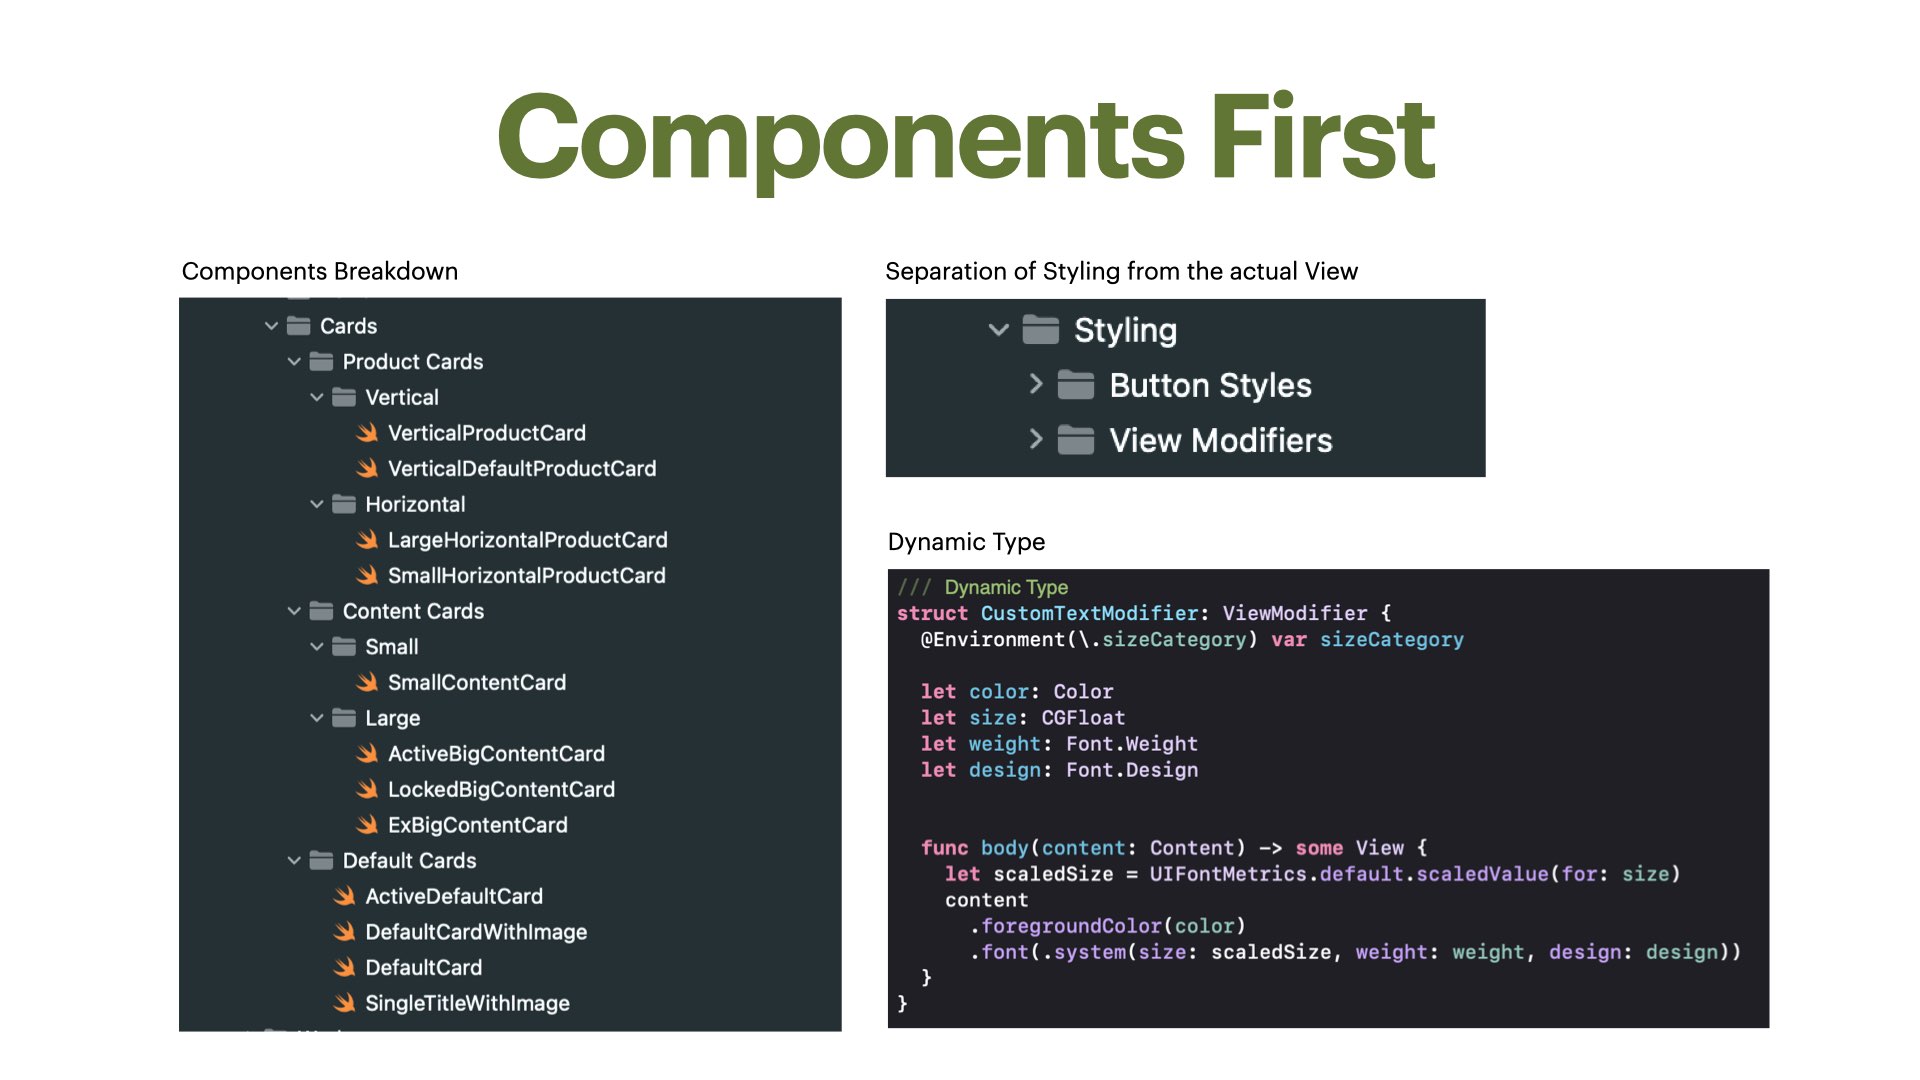 Components First
Components Breakdown
Cards
Product Cards
Vertical
VerticalProductCard
VerticalDefaultProductCard
Horizontal
LargeHorizontalProductCard
SmallHorizontalProductCard
Content Cards
Small
SmallContentCard
Large
ActiveBigContentCard
LockedBigContentCard
ExBigContentCard
Default Cards
ActiveDefaultCard
DefaultCardWithImage
DefaultCard
SingleTitleWithImage
Separation of Styling from the actual View
Styling
Button Styles
View Modifiers
Dynamic Type
/// Dynamic Type
struct CustomTextModifier: ViewModifier {
@Environment(\.sizeCategory) var sizeCategory
let color: Color
let size: CGFloat
let weight: Font.Weight
let design: Font.Design
func body(content: Content) -> some View {
let scaledSize = UIFontMetrics.default.scaledValue(for: size)
content
.foregroundColor(color)
.font(.system(size: scaledSize, weight: weight, design: design))
}
}